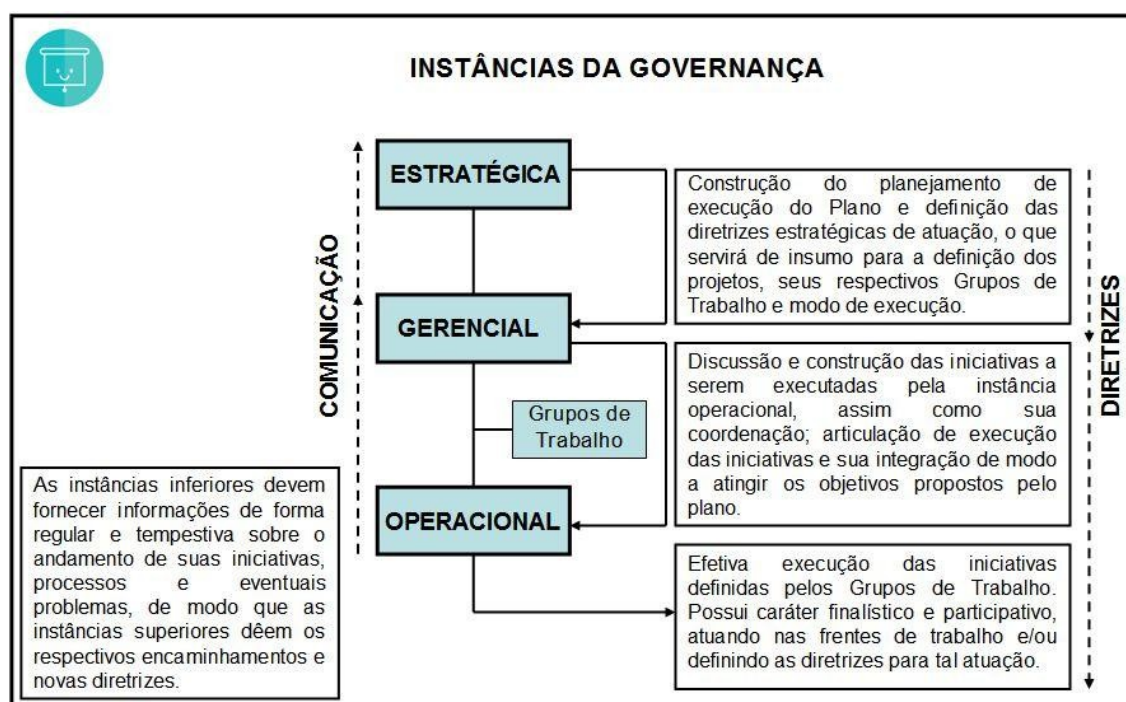 INSTÂNCIAS DA GOVERNANÇA
ESTRATÉGICA
Construção do planejamento de
execução do Plano e definição das
diretrizes estratégicas de atuação, o que
servirá de insumo para a definição dos
projetos, seus respectivos Grupos de
Trabalho e modo de execução.
COMUNICAÇÃO
DIRETRIZES
GERENCIAL
Discussão e construção das iniciativas a
serem executadas pela instância
operacional, assim como sua
coordenação; articulação de execução
das iniciativas e sua integração de modo
a atingir os objetivos propostos pelo
plano.
Grupos de
Trabalho
As instâncias inferiores devem
fornecer informações de forma
regular e tempestiva sobre o
andamento de suas iniciativas,
processos e eventuais
problemas, de modo que as
instâncias superiores dêem os
respectivos encaminhamentos e
novas diretrizes.
OPERACIONAL
Efetiva execução das iniciativas
definidas pelos Grupos de Trabalho.
Possui caráter finalístico e participativo,
atuando nas frentes de trabalho e/ou
definindo as diretrizes para tal atuação.